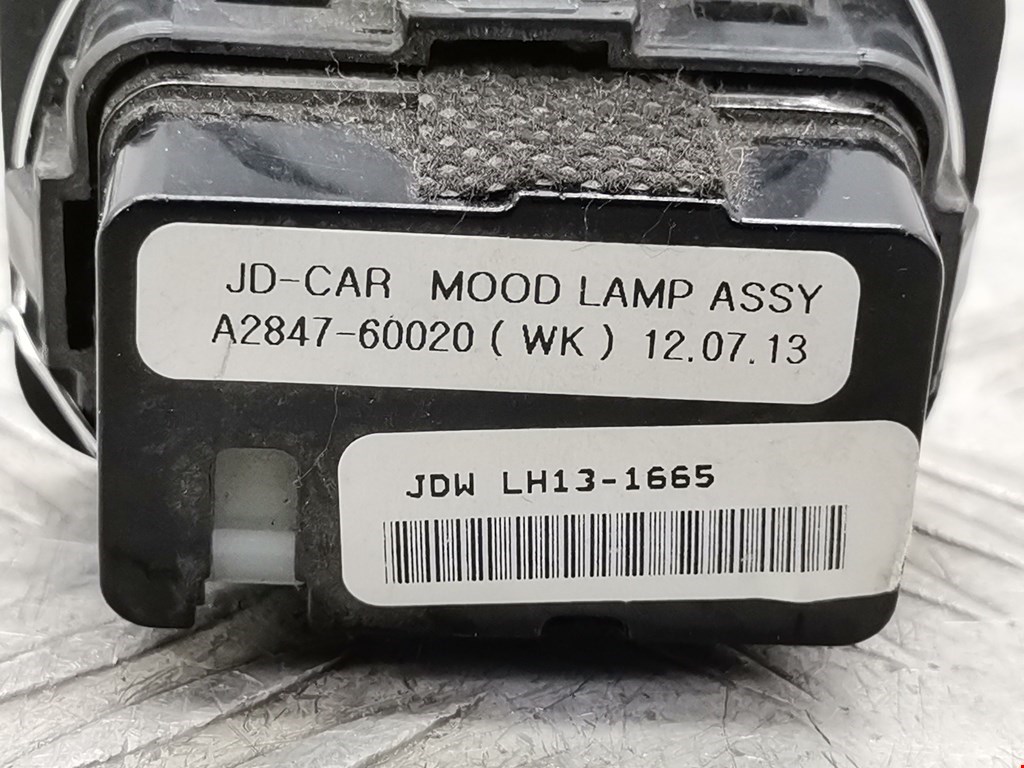 JD-CAR MOOD LAMP ASSY
A2847-60020 ( WK ) 12.07.13
JDW LH13-1665